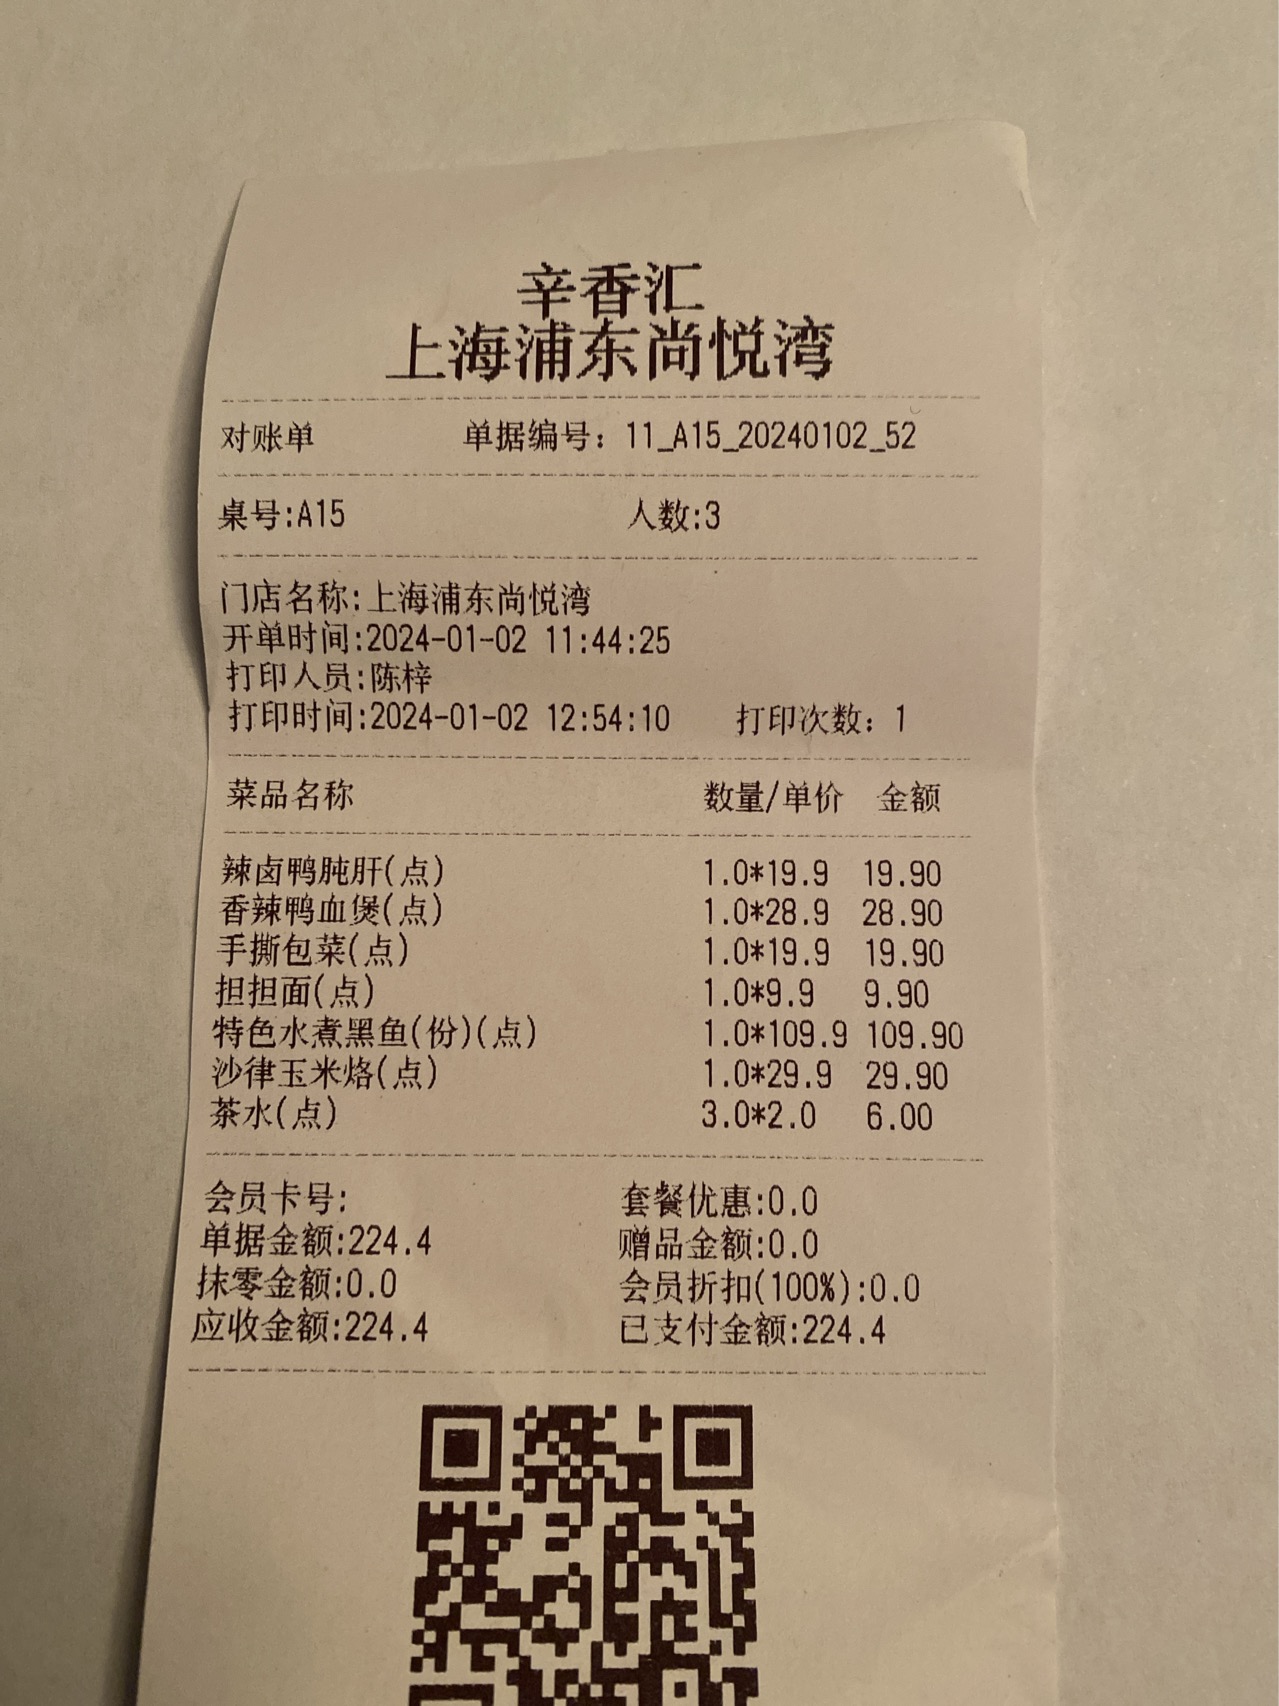 辛香汇
上海浦东尚悦湾
对账单 单据编号：11_A15_20240102_52
桌号:A15 人数:3
门店名称:上海浦东尚悦湾
开单时间:2024-01-02 11:44:25
打印人员:陈梓
打印时间:2024-01-02 12:54:10 打印次数：1
菜品名称 数量/单价 金额
辣卤鸭肫肝(点) 1.0*19.9 19.90
香辣鸭血煲(点) 1.0*28.9 28.90
手撕包菜(点) 1.0*19.9 19.90
担担面(点) 1.0*9.9 9.90
特色水煮黑鱼(份)(点) 1.0*109.9 109.90
沙律玉米烙(点) 1.0*29.9 29.90
茶水(点) 3.0*2.0 6.00
会员卡号: 套餐优惠:0.0
单据金额:224.4 赠品金额:0.0
抹零金额:0.0 会员折扣(100%):0.0
应收金额:224.4 已支付金额:224.4